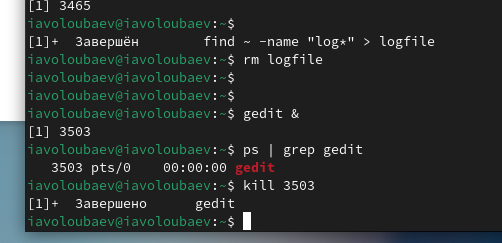 [1] 3465
iavoloubaev@iavoloubaev:~$
[1]+  Завершён        find ~ -name "log*" > logfile
iavoloubaev@iavoloubaev:~$ rm logfile
iavoloubaev@iavoloubaev:~$
iavoloubaev@iavoloubaev:~$
iavoloubaev@iavoloubaev:~$ gedit &
[1] 3503
iavoloubaev@iavoloubaev:~$ ps | grep gedit
   3503 pts/0    00:00:00 gedit
iavoloubaev@iavoloubaev:~$ kill 3503
[1]+  Завершено      gedit
iavoloubaev@iavoloubaev:~$